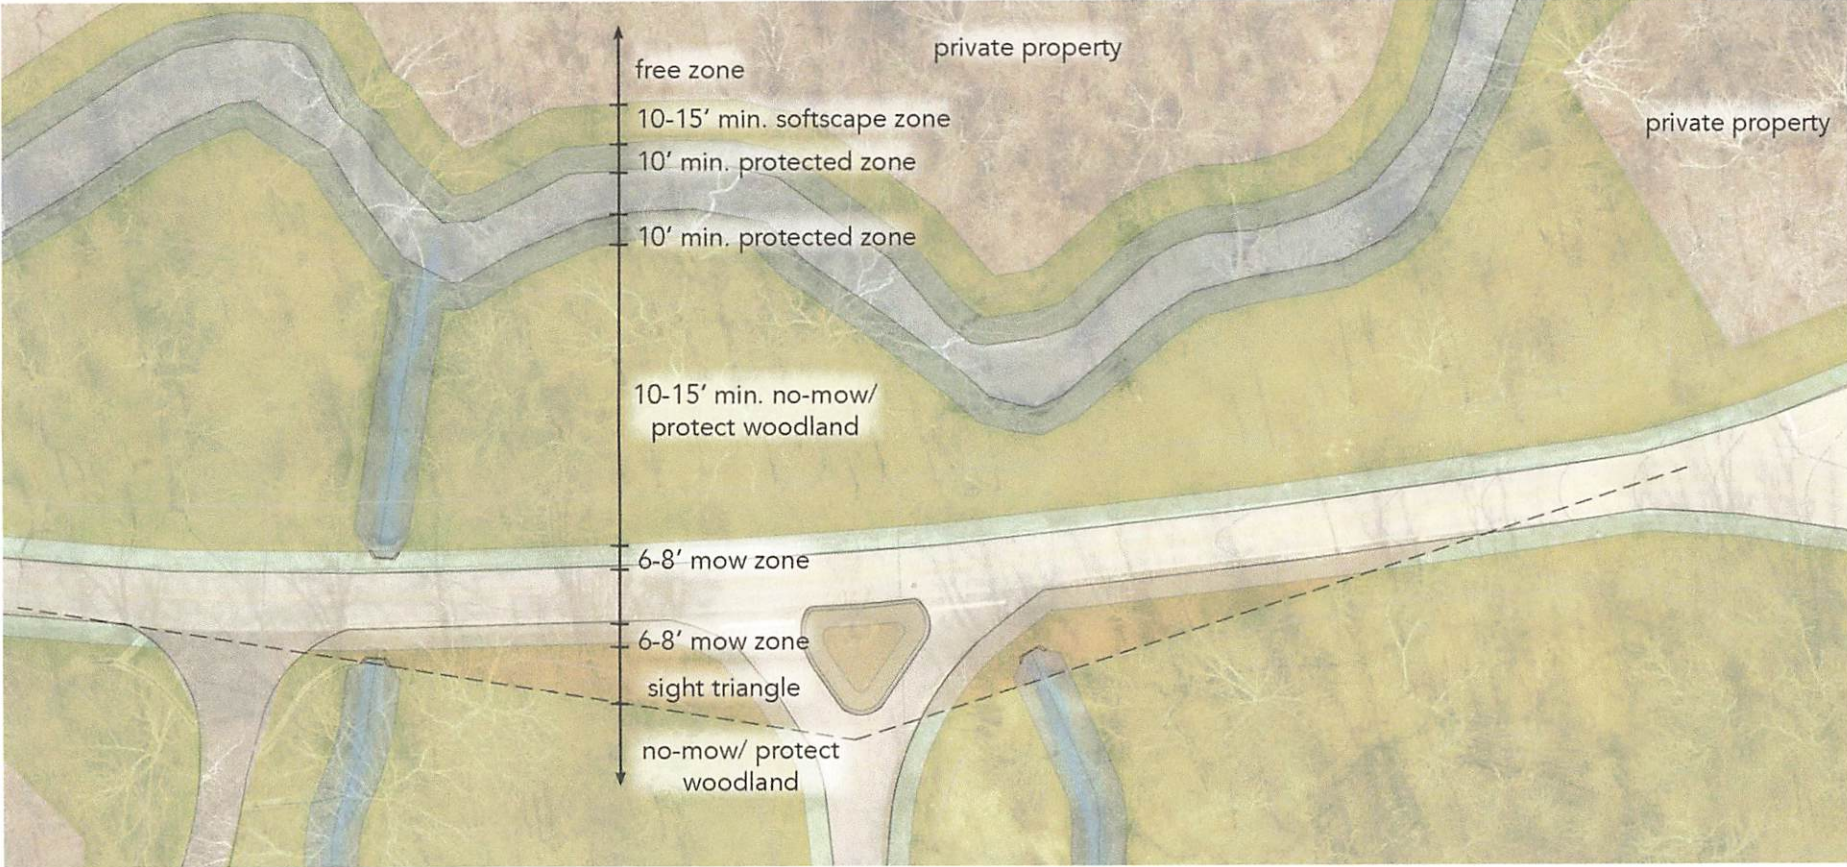 private property
free zone
10-15’ min. softscape zone
private property
10’ min. protected zone
10’ min. protected zone
10-15’ min. no-mow/
protect woodland
6-8’ mow zone
6-8’ mow zone
sight triangle
no-mow/ protect
woodland